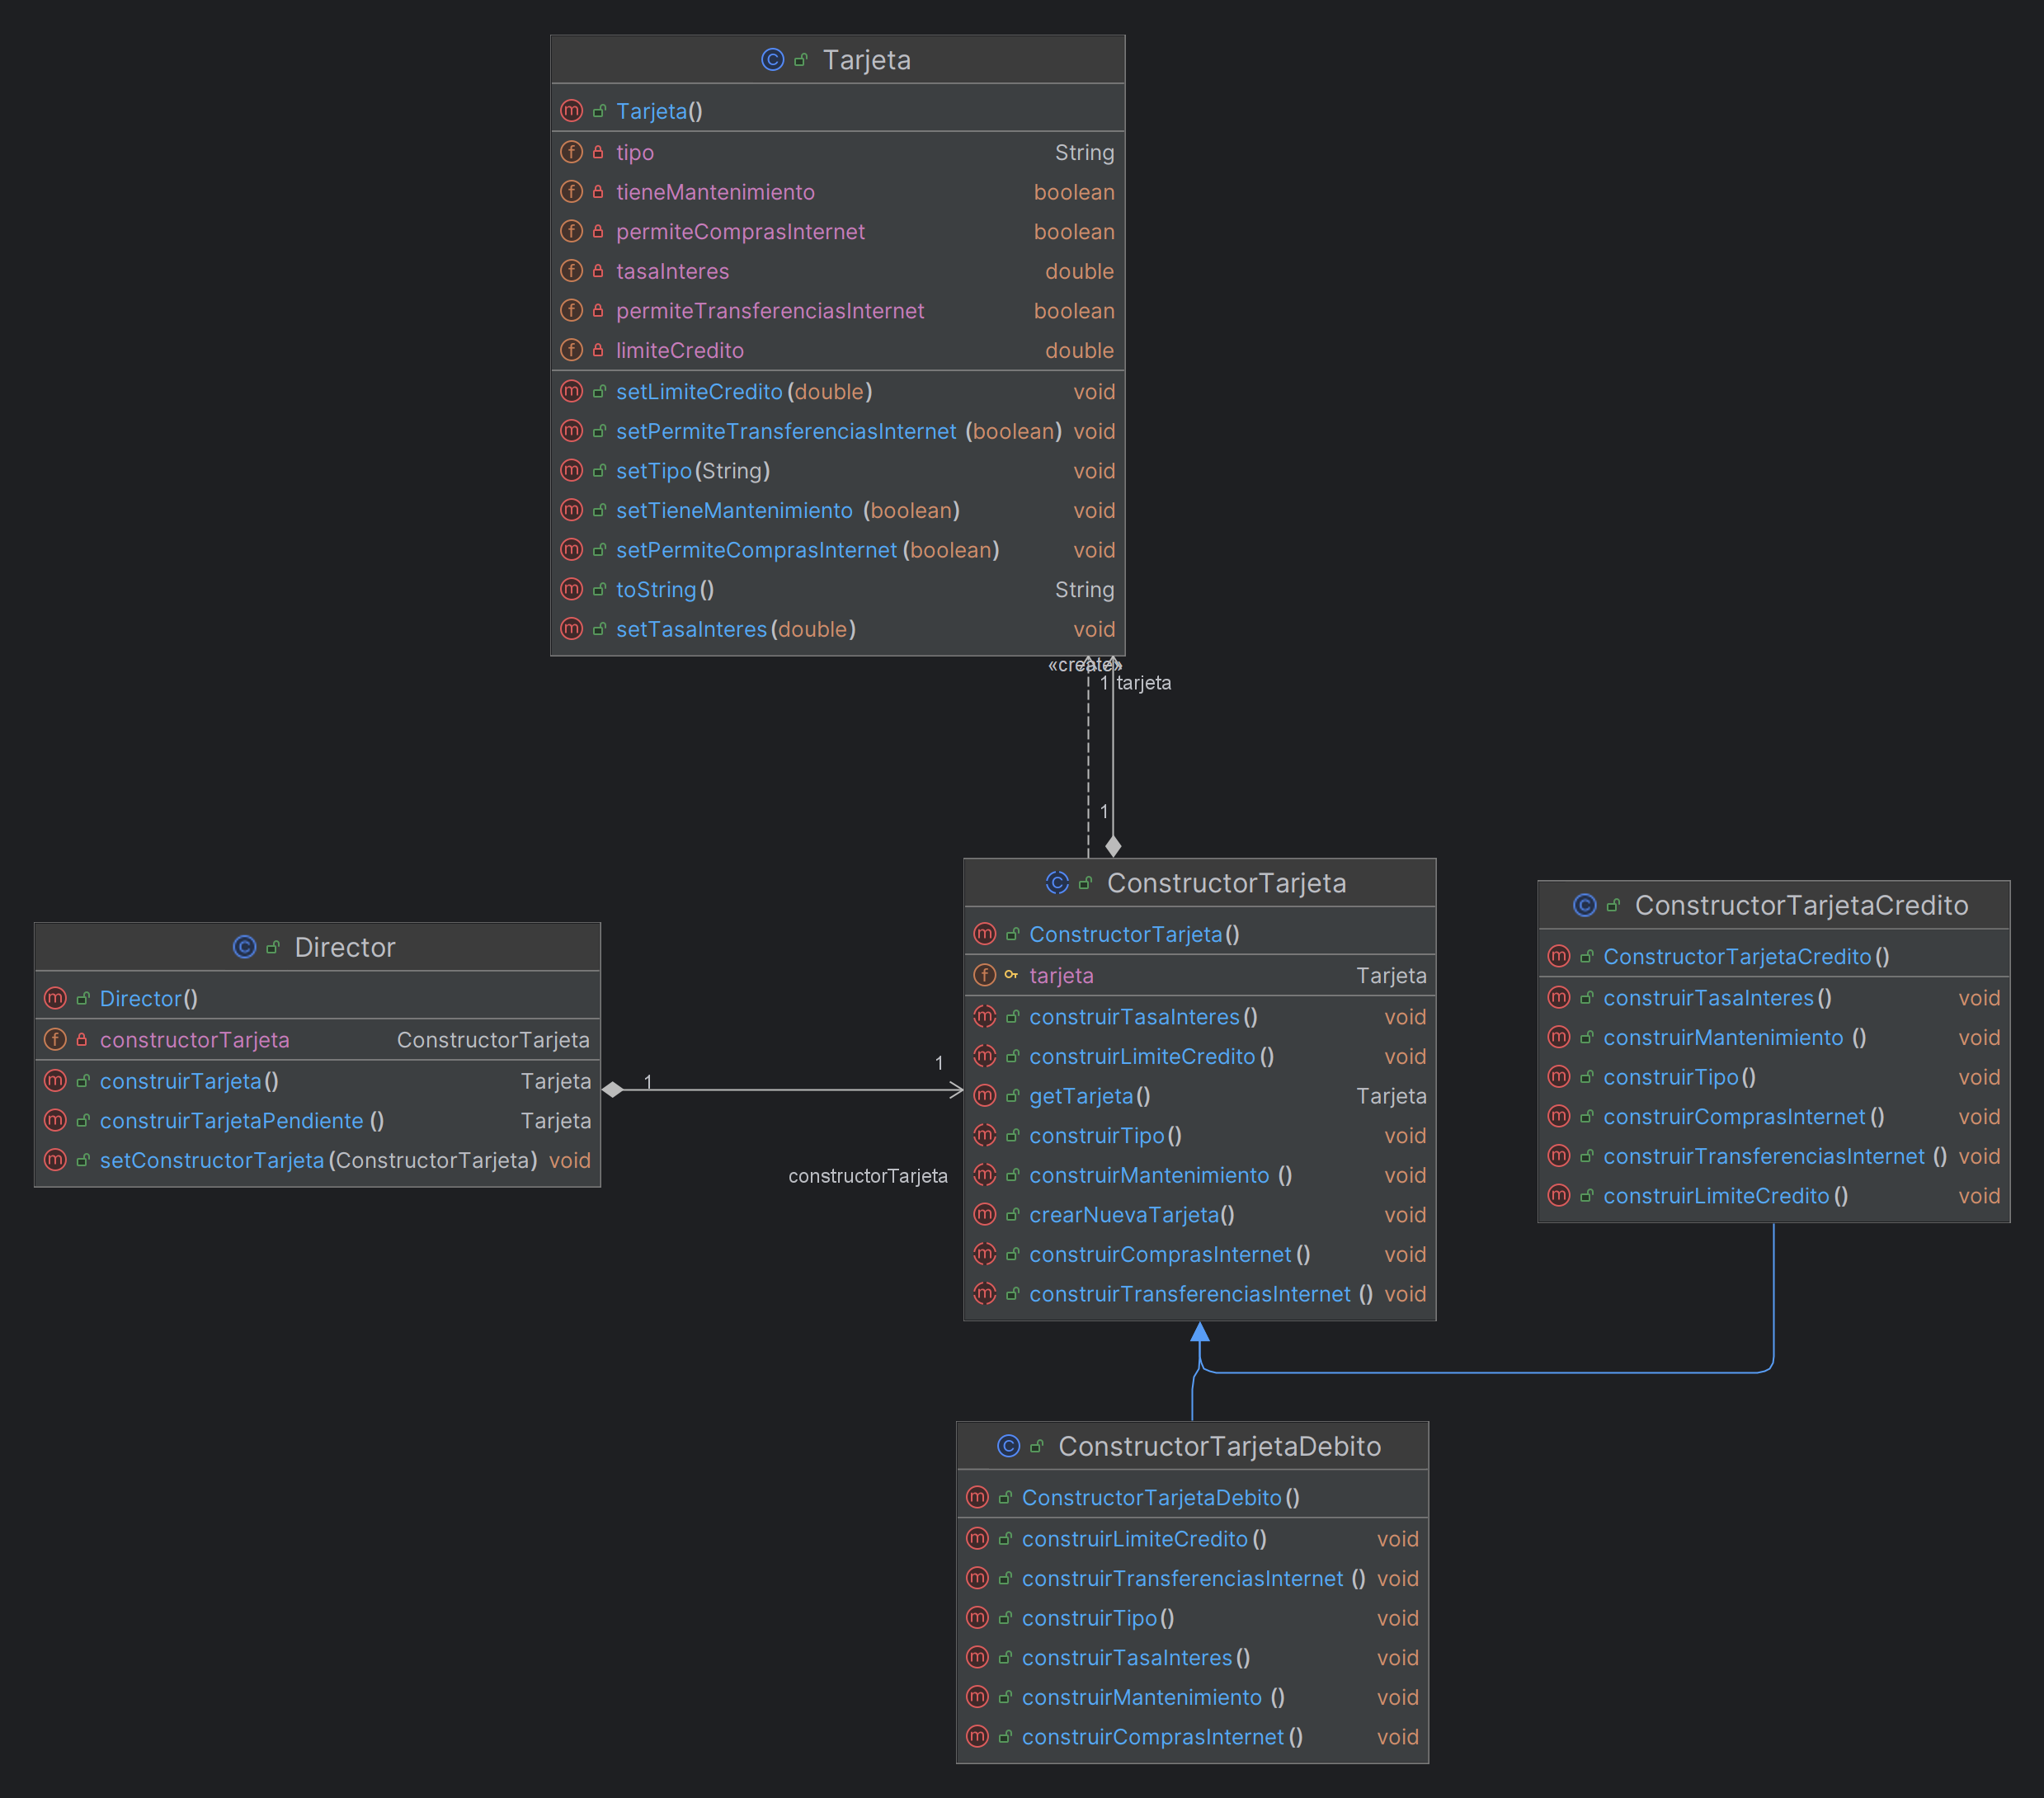 Tarjeta
Tarjeta()
tipo String
tieneMantenimiento boolean
permiteComprasInternet boolean
tasaInteres double
permiteTransferenciasInternet boolean
limiteCredito double
setLimiteCredito(double) void
setPermiteTransferenciasInternet (boolean) void
setTipo(String) void
setTieneMantenimiento (boolean) void
setPermiteComprasInternet (boolean) void
toString() String
setTasaInteres(double) void
«create»
1 tarjeta
1
ConstructorTarjeta
ConstructorTarjeta()
tarjeta Tarjeta
construirTasaInteres() void
construirLimiteCredito() void
getTarjeta() Tarjeta
construirTipo() void
construirMantenimiento () void
crearNuevaTarjeta() void
construirComprasInternet() void
construirTransferenciasInternet () void
ConstructorTarjetaCredito
ConstructorTarjetaCredito()
construirTasaInteres() void
construirMantenimiento () void
construirTipo() void
construirComprasInternet() void
construirTransferenciasInternet () void
construirLimiteCredito() void
Director
Director()
constructorTarjeta ConstructorTarjeta
construirTarjeta() Tarjeta
construirTarjetaPendiente () Tarjeta
setConstructorTarjeta(ConstructorTarjeta) void
1
1
constructorTarjeta
ConstructorTarjetaDebito
ConstructorTarjetaDebito()
construirLimiteCredito() void
construirTransferenciasInternet () void
construirTipo() void
construirTasaInteres() void
construirMantenimiento () void
construirComprasInternet() void